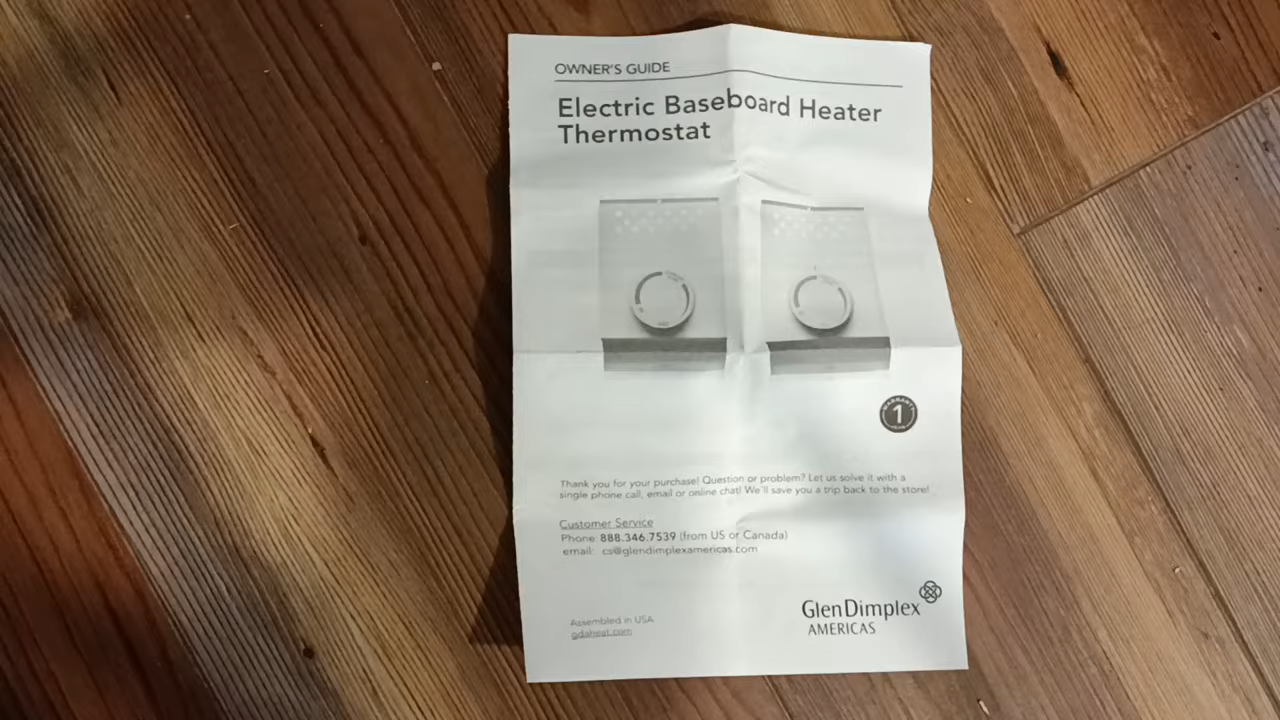 OWNER'S GUIDE
Electric Baseboard Heater
Thermostat
WARRANTY
1
Thank you for your purchase! Question or problem? Let us solve it with a
single phone call, email or online chat! We'll save you a trip back to the store!
Customer Service
Phone: 888.346.7539 (from US or Canada)
email: cs@glendimplexamericas.com
Assembled in USA
gdaheat.com
GlenDimplex
AMERICAS